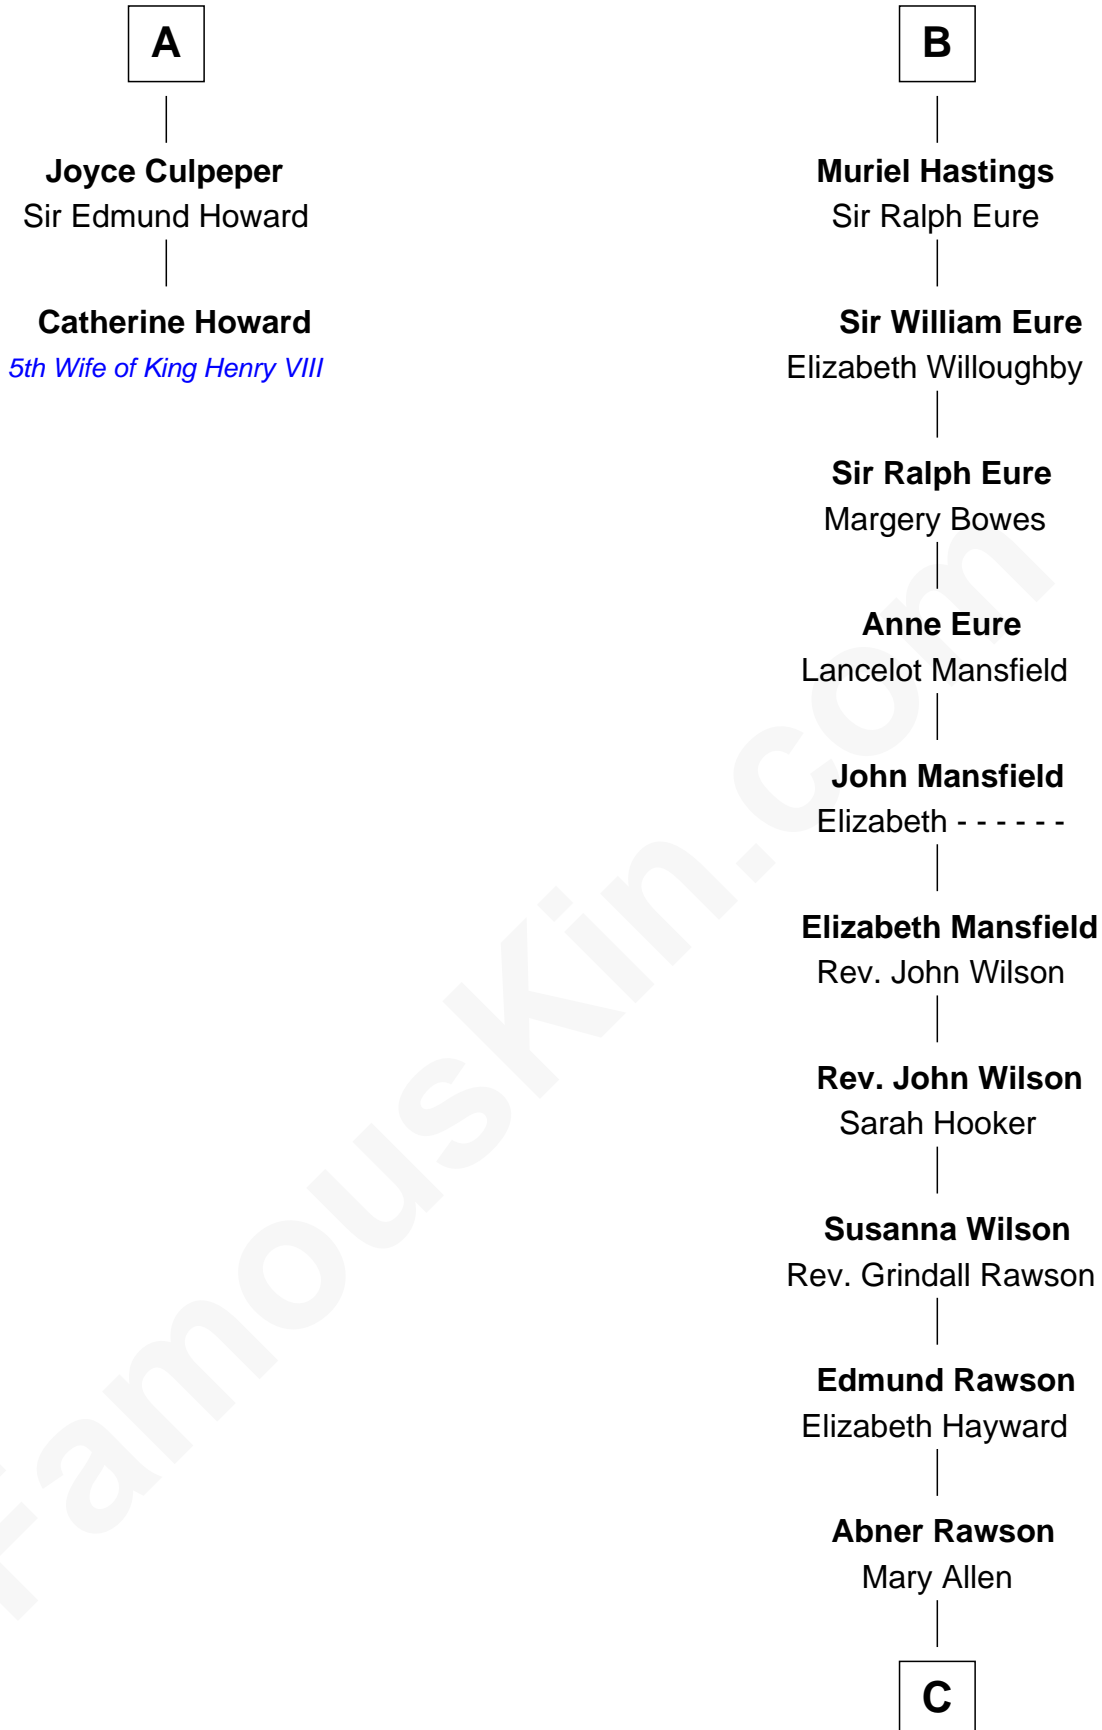 A
Joyce Culpeper
Sir Edmund Howard
Catherine Howard
5th Wife of King Henry VIII
B
Muriel Hastings
Sir Ralph Eure
Sir William Eure
Elizabeth Willoughby
Sir Ralph Eure
Margery Bowes
Anne Eure
Lancelot Mansfield
John Mansfield
Elizabeth - - - - - -
Elizabeth Mansfield
Rev. John Wilson
Rev. John Wilson
Sarah Hooker
Susanna Wilson
Rev. Grindall Rawson
Edmund Rawson
Elizabeth Hayward
Abner Rawson
Mary Allen
C
FamousKin.com